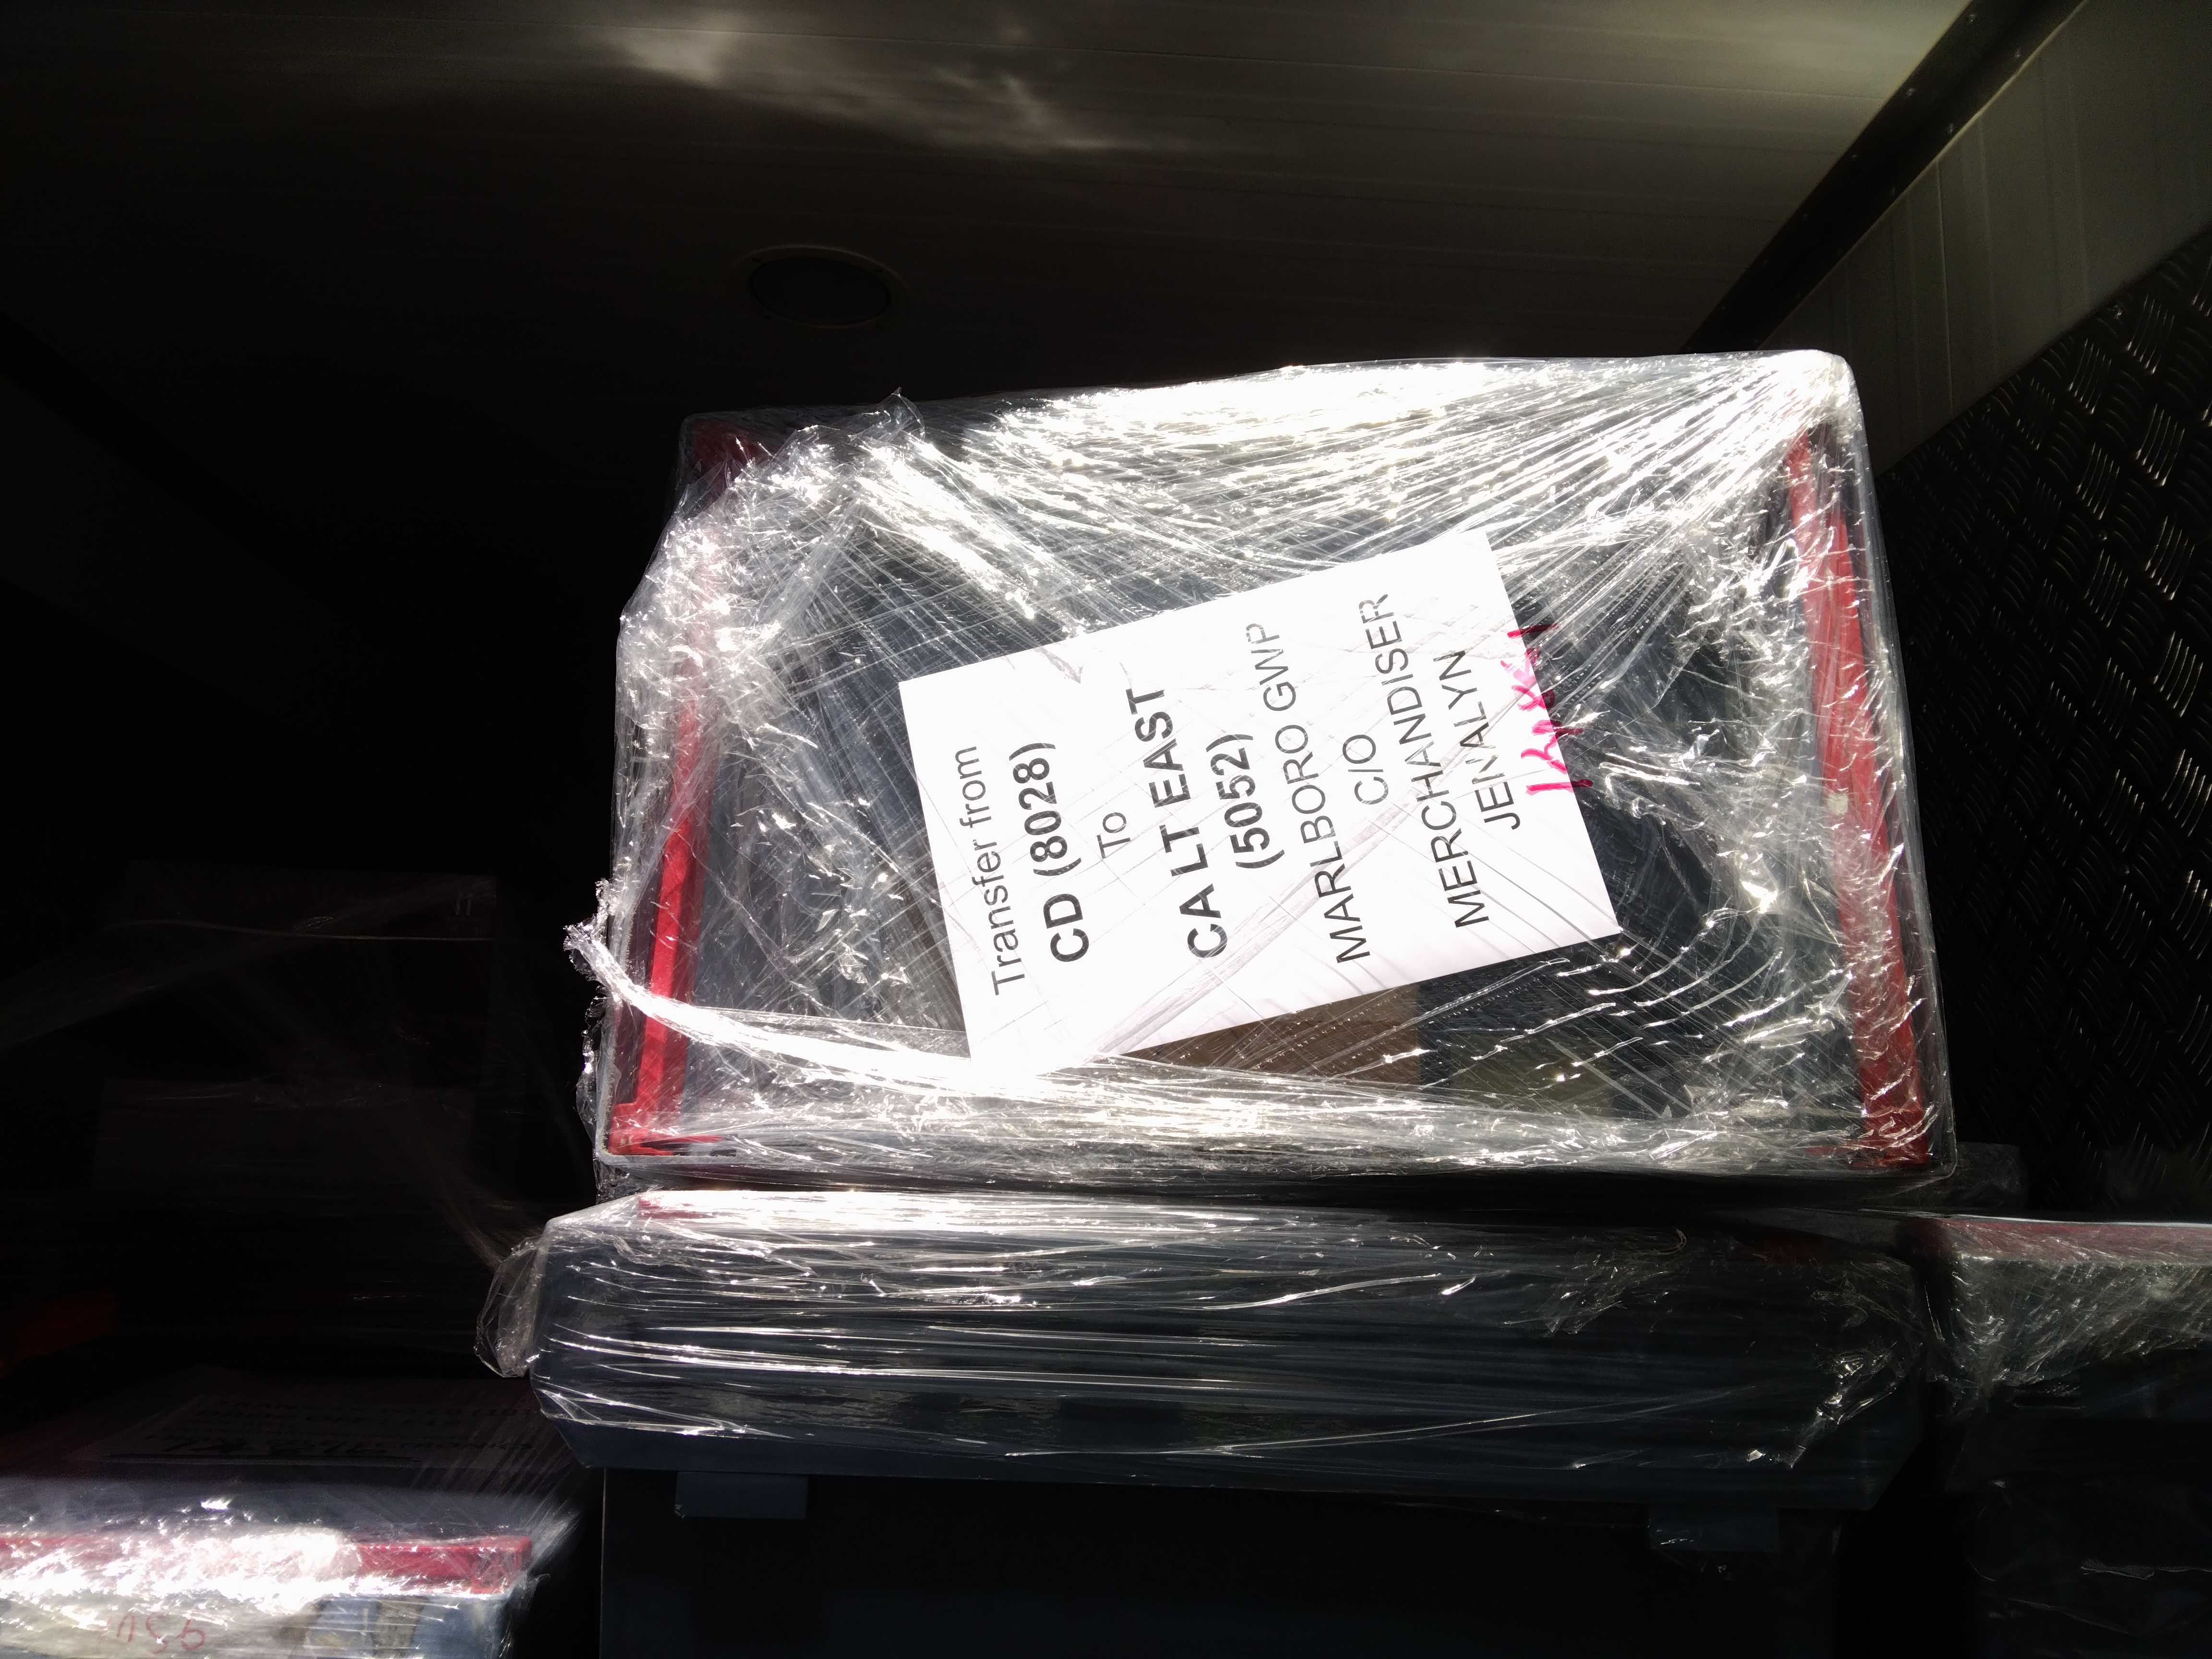 Transfer from
CD (8028)
To
CA LT EAST
(5052)
MARLBORO GWP
C/O
MERCHANDISER
JENALYN